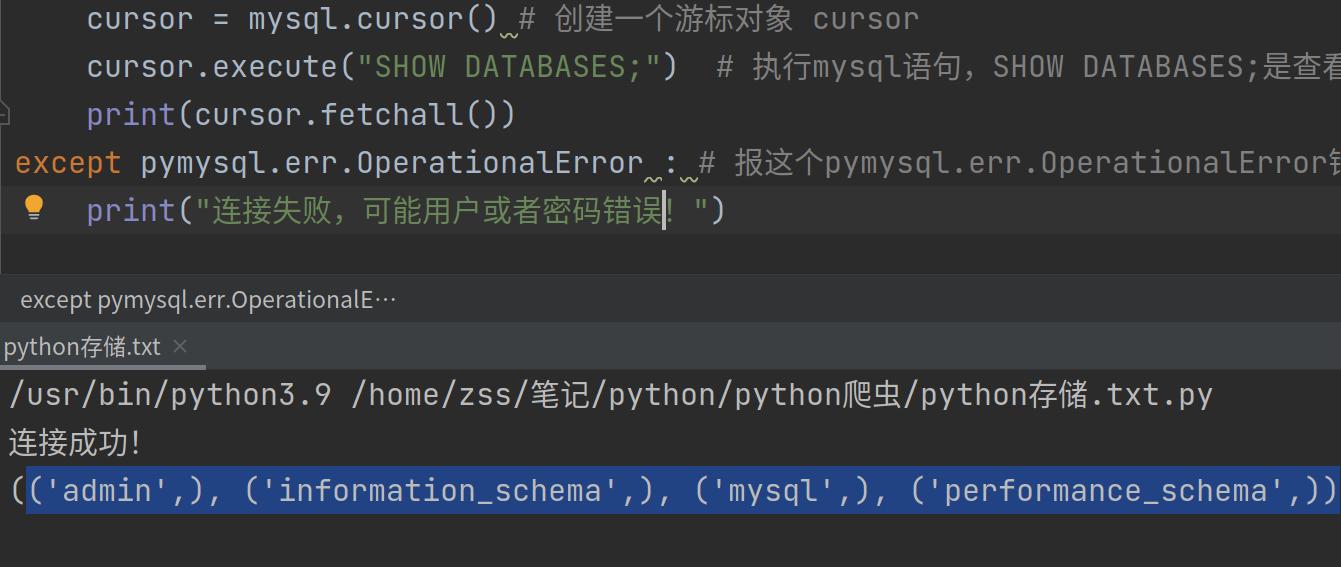 cursor = mysql.cursor() # 创建一个游标对象 cursor
cursor.execute("SHOW DATABASES;")  # 执行mysql语句，SHOW DATABASES;是查看
print(cursor.fetchall())
except pymysql.err.OperationalError : # 报这个pymysql.err.OperationalError错
print("连接失败，可能用户或者密码错误！")
except pymysql.err.OperationalE…
python存储.txt ×
/usr/bin/python3.9 /home/zss/笔记/python/python爬虫/python存储.txt.py
连接成功！
(('admin',), ('information_schema',), ('mysql',), ('performance_schema',))